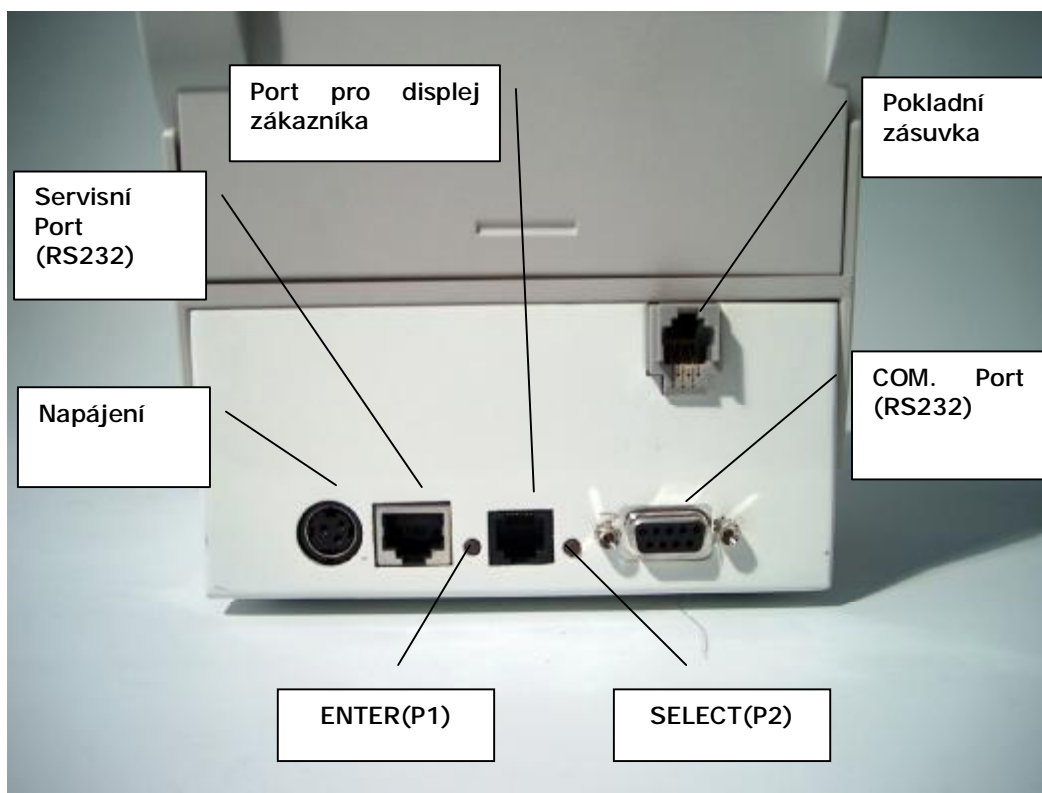 Port pro displej
zákazníka
Pokladní
zásuvka
Servisní
Port
(RS232)
COM. Port
(RS232)
Napájení
ENTER(P1)
SELECT(P2)